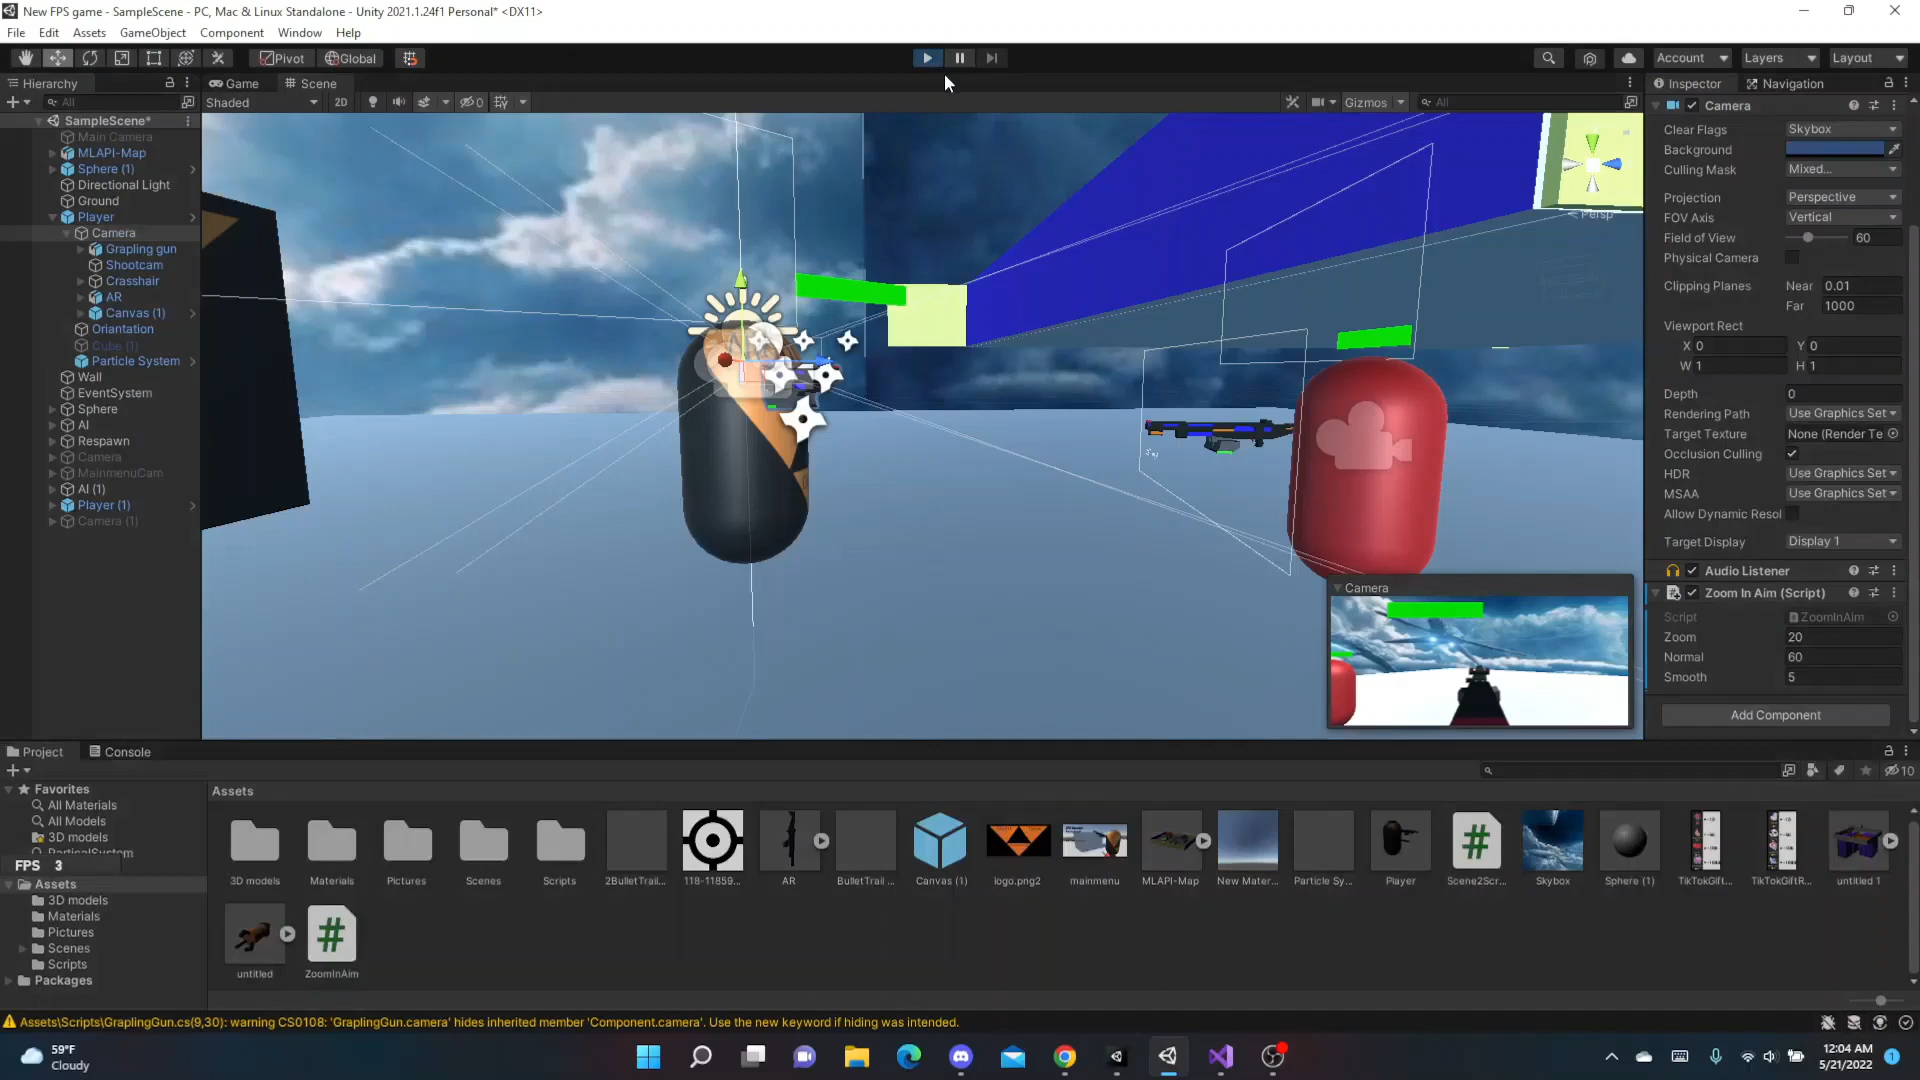 New FPS game - SampleScene - PC, Mac & Linux Standalone - Unity 2021.1.24f1 Personal* <DX11>
File Edit Assets GameObject Component Window Help
Pivot Global Account Layers Layout
Hierarchy
All
SampleScene*
Main Camera
MLAPI-Map
Sphere (1)
Directional Light
Ground
Player
Camera
Grapling gun
Shootcam
Crasshair
AR
Canvas (1)
Orientation
Cube (1)
Particle System
Wall
EventSystem
Sphere
AI
Respawn
Camera
MainmenuCam
AI (1)
Player (1)
Camera (1)
Game Scene
Shaded 2D 0 Gizmos All
< Persp
Camera
Inspector Navigation
Camera
Clear Flags Skybox
Background
Culling Mask Mixed...
Projection Perspective
FOV Axis Vertical
Field of View 60
Physical Camera
Clipping Planes Near 0.01
Far 1000
Viewport Rect
X 0 Y 0
W 1 H 1
Depth 0
Rendering Path Use Graphics Set
Target Texture None (Render Te
Occlusion Culling
HDR Use Graphics Set
MSAA Use Graphics Set
Allow Dynamic Resol
Target Display Display 1
Audio Listener
Zoom In Aim (Script)
Script ZoomInAim
Zoom 20
Normal 60
Smooth 5
Add Component
Project Console
10
Favorites
All Materials
All Models
3D models
FPS 3
Assets
3D models
Materials
Pictures
Scenes
Scripts
Packages
Assets
3D models Materials Pictures Scenes Scripts 2BulletTrail... 118-11859... AR BulletTrail ... Canvas (1) logo.png2 mainmenu MLAPI-Map New Mater... Particle Sy... Player Scene2Scr... Skybox Sphere (1) TikTokGift... TikTokGiftR... untitled 1
untitled ZoomInAim
Assets\Scripts\GraplingGun.cs(9,30): warning CS0108: 'GraplingGun.camera' hides inherited member 'Component.camera'. Use the new keyword if hiding was intended.
59°F
Cloudy
12:04 AM
5/21/2022
1